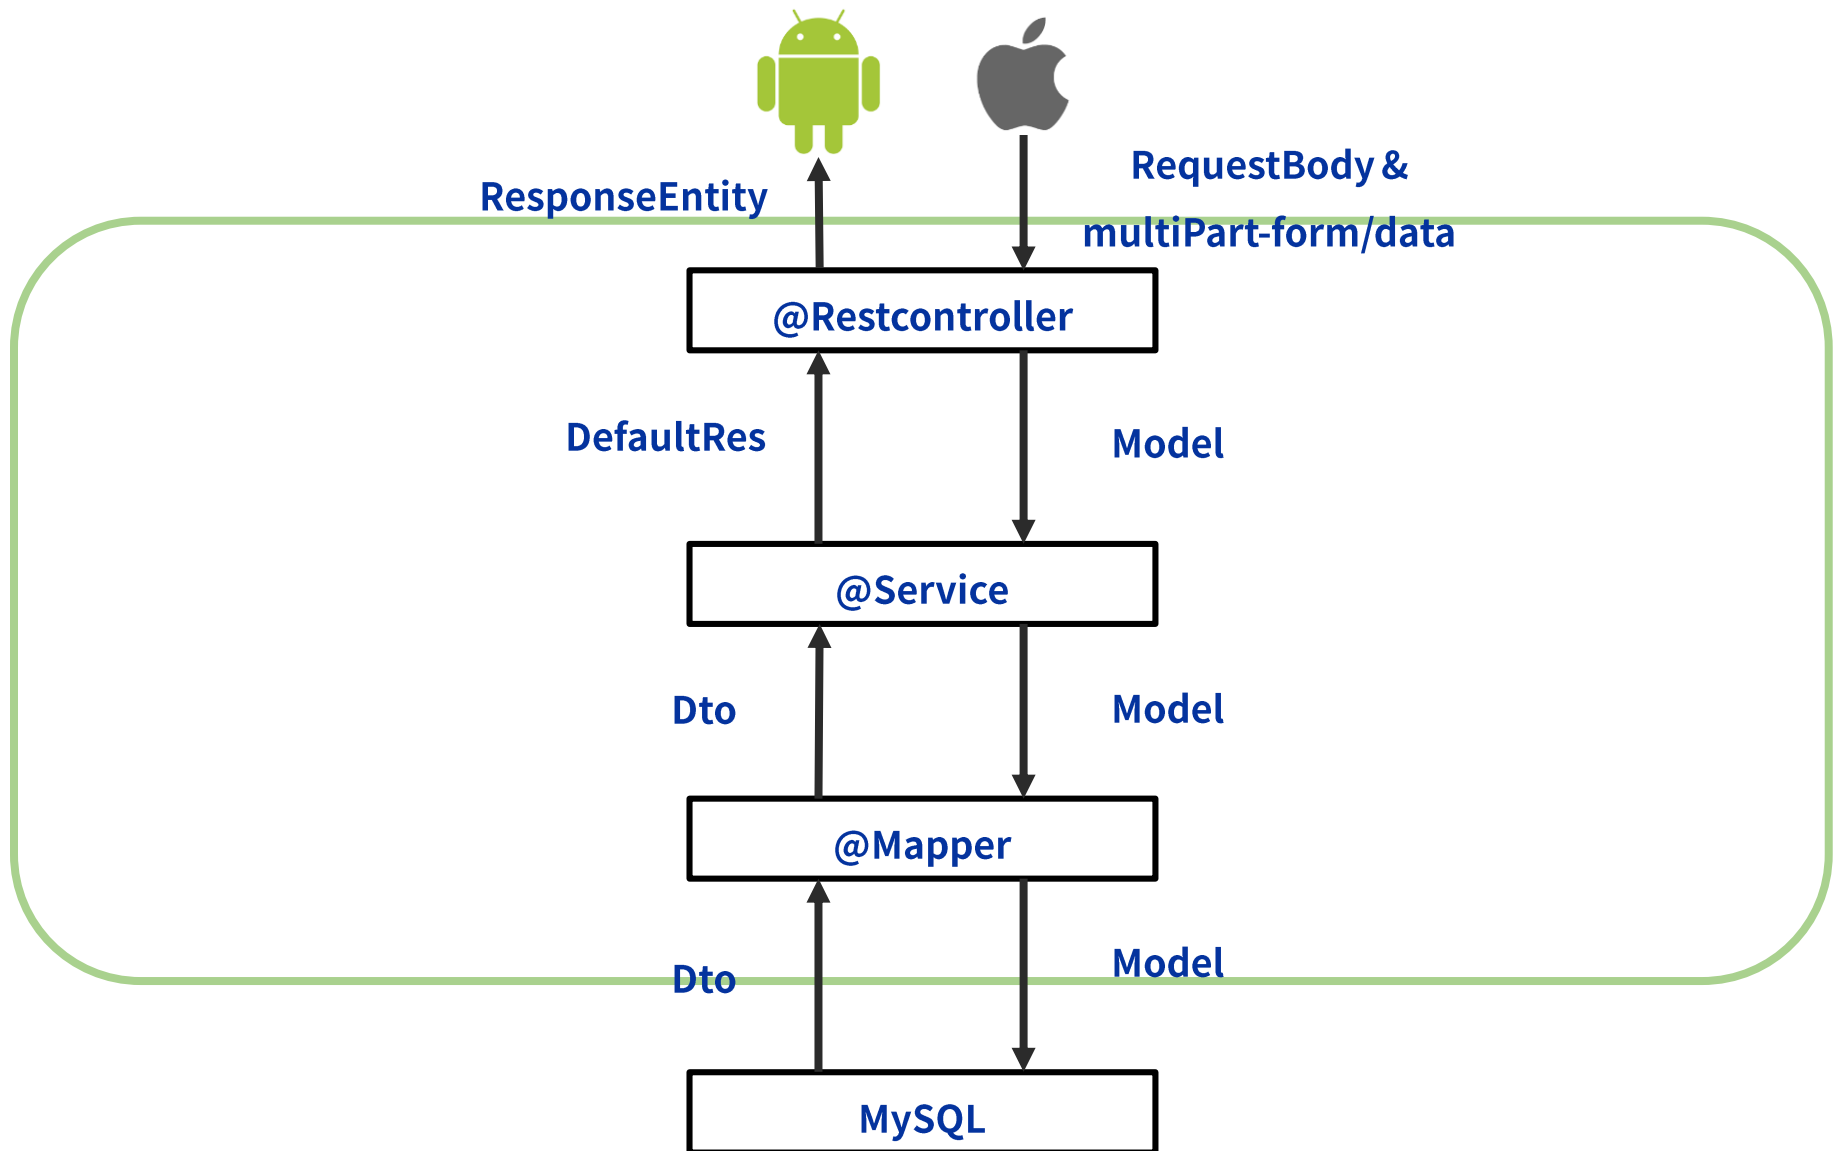 RequestBody &
ResponseEntity
multiPart-form/data
@Restcontroller
DefaultRes
Model
@Service
Dto
Model
@Mapper
Dto
Model
MySQL